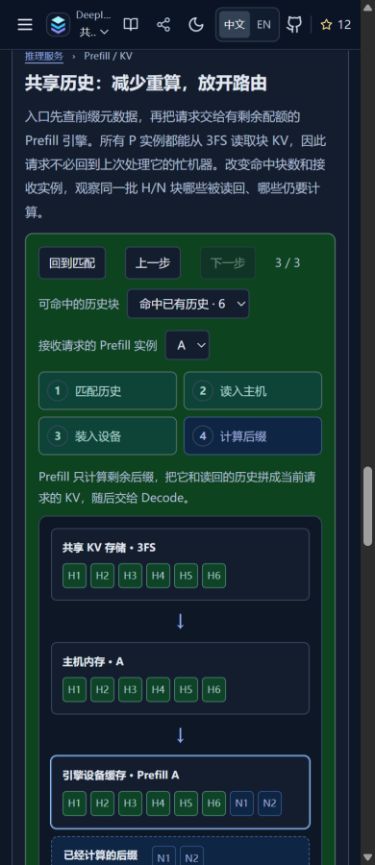 Deepl...
共.. 中文 EN 12
推理服务 › Prefill / KV
共享历史：减少重算，放开路由
入口先查前缀元数据，再把请求交给有剩余配额的
Prefill 引擎。所有 P 实例都能从 3FS 读取块 KV，因此
请求不必回到上次处理它的忙机器。改变命中块数和接
收实例，观察同一批 H/N 块哪些被读回、哪些仍要计
算。
回到匹配 上一步 下一步 3 / 3
可命中的历史块 命中已有历史 · 6
接收请求的 Prefill 实例 A
1 匹配历史 2 读入主机
3 装入设备 4 计算后缀
Prefill 只计算剩余后缀，把它和读回的历史拼成当前请
求的 KV，随后交给 Decode。
共享 KV 存储 · 3FS
H1 H2 H3 H4 H5 H6
↓
主机内存 · A
H1 H2 H3 H4 H5 H6
↓
引擎设备缓存 · Prefill A
H1 H2 H3 H4 H5 H6 N1 N2
已经计算的后缀 N1 N2